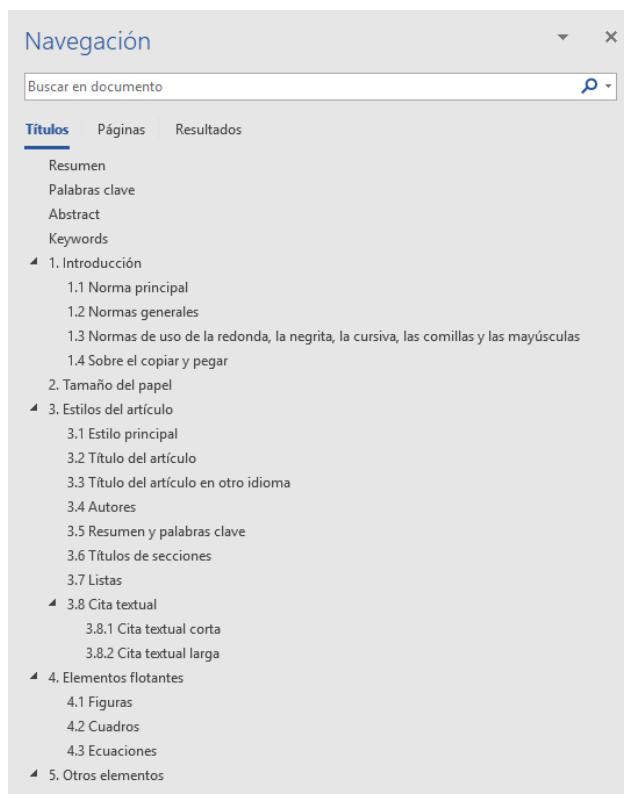 Navegación
Buscar en documento
Títulos Páginas Resultados
Resumen
Palabras clave
Abstract
Keywords
1. Introducción
1.1 Norma principal
1.2 Normas generales
1.3 Normas de uso de la redonda, la negrita, la cursiva, las comillas y las mayúsculas
1.4 Sobre el copiar y pegar
2. Tamaño del papel
3. Estilos del artículo
3.1 Estilo principal
3.2 Título del artículo
3.3 Título del artículo en otro idioma
3.4 Autores
3.5 Resumen y palabras clave
3.6 Títulos de secciones
3.7 Listas
3.8 Cita textual
3.8.1 Cita textual corta
3.8.2 Cita textual larga
4. Elementos flotantes
4.1 Figuras
4.2 Cuadros
4.3 Ecuaciones
5. Otros elementos